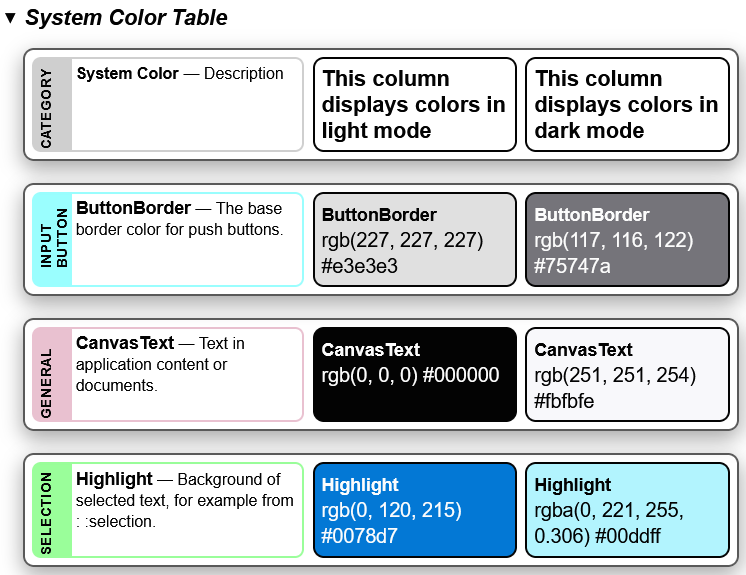 ▼ System Color Table
CATEGORY
System Color — Description
This column
displays colors in
light mode
This column
displays colors in
dark mode
INPUT
BUTTON
ButtonBorder — The base
border color for push buttons.
ButtonBorder
rgb(227, 227, 227)
#e3e3e3
ButtonBorder
rgb(117, 116, 122)
#75747a
GENERAL
CanvasText — Text in
application content or
documents.
CanvasText
rgb(0, 0, 0) #000000
CanvasText
rgb(251, 251, 254)
#fbfbfe
SELECTION
Highlight — Background of
selected text, for example from
: :selection.
Highlight
rgb(0, 120, 215)
#0078d7
Highlight
rgba(0, 221, 255,
0.306) #00ddff